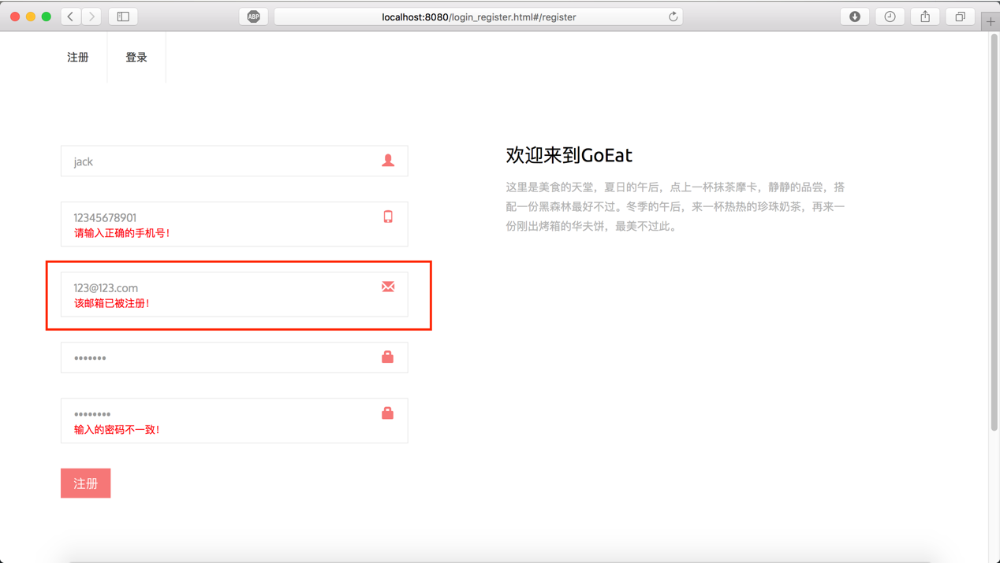 ABP
localhost:8080/login_register.html#/register
注册
登录
jack
12345678901
请输入正确的手机号！
123@123.com
该邮箱已被注册！
•••••••
••••••••
输入的密码不一致！
注册
欢迎来到GoEat
这里是美食的天堂，夏日的午后，点上一杯抹茶摩卡，静静的品尝，搭
配一份黑森林最好不过。冬季的午后，来一杯热热的珍珠奶茶，再来一
份刚出烤箱的华夫饼，最美不过此。